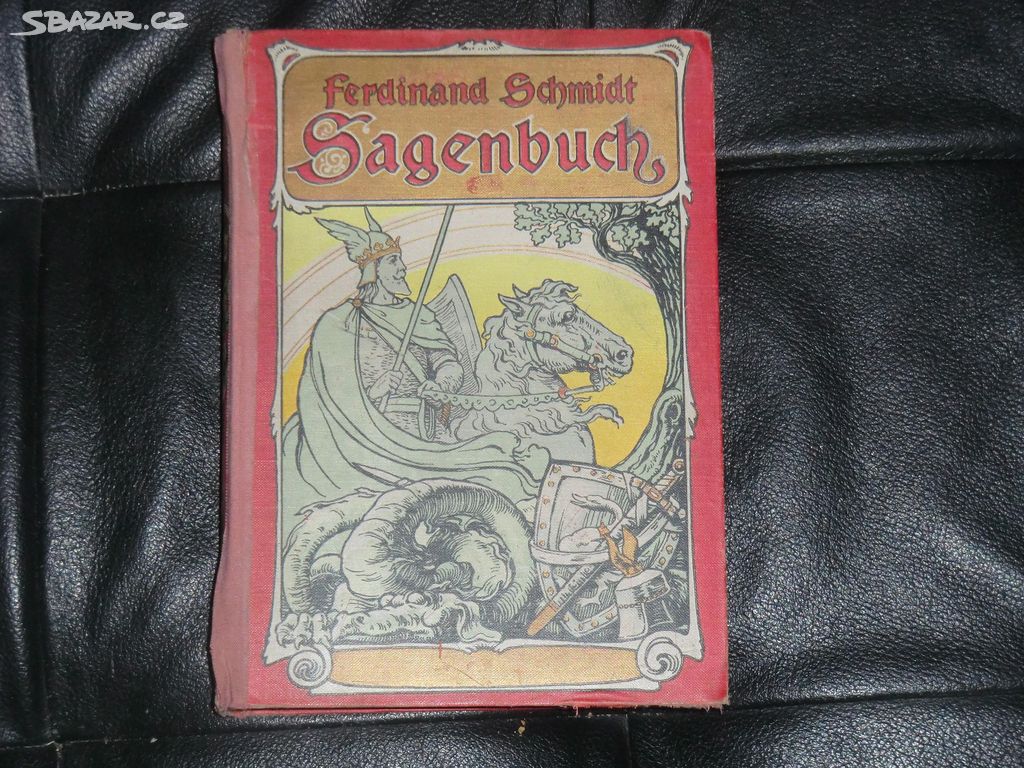 SBAZAR.CZ
Ferdinand Schmidt
Sagenbuch